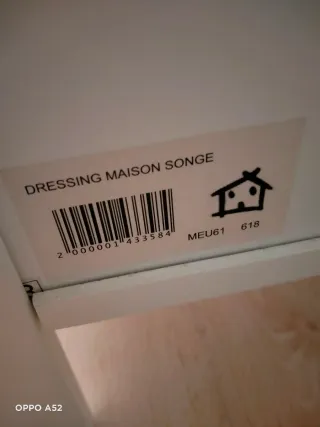 DRESSING MAISON SONGE
2 000001 433584
MEU61 618
OPPO A52